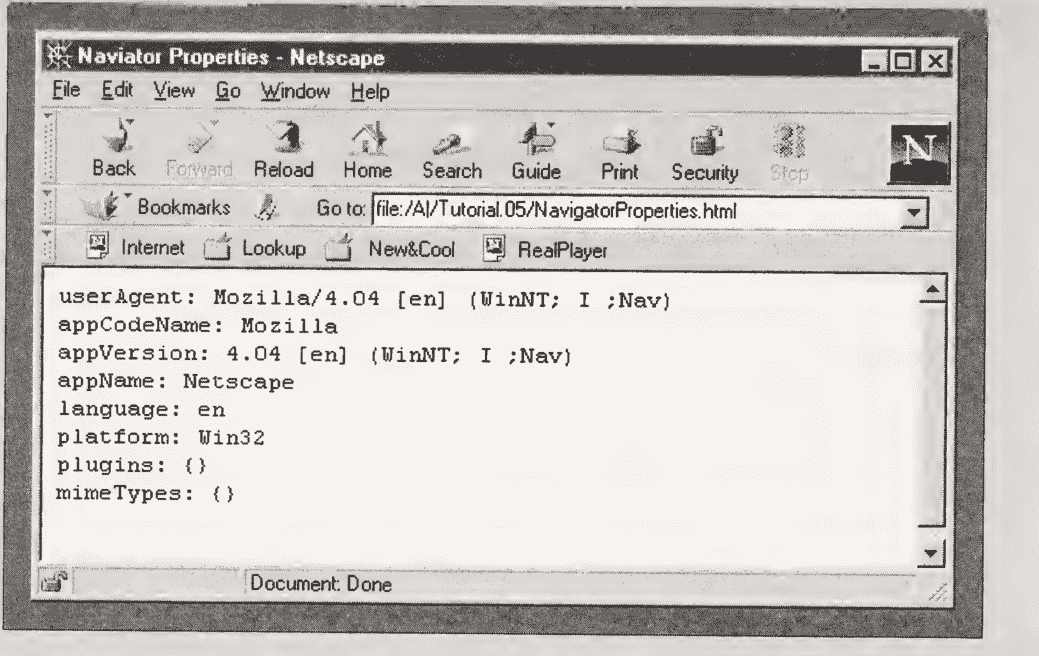 Naviator Properties - Netscape
File Edit View Go Window Help
Back Forward Reload Home Search Guide Print Security Stop
N
Bookmarks Go to: file:/A|/Tutorial.05/NavigatorProperties.html
Internet Lookup New&Cool RealPlayer
userAgent: Mozilla/4.04 [en] (WinNT; I ;Nav)
appCodeName: Mozilla
appVersion: 4.04 [en] (WinNT; I ;Nav)
appName: Netscape
language: en
platform: Win32
plugins: {}
mimeTypes: {}
Document: Done